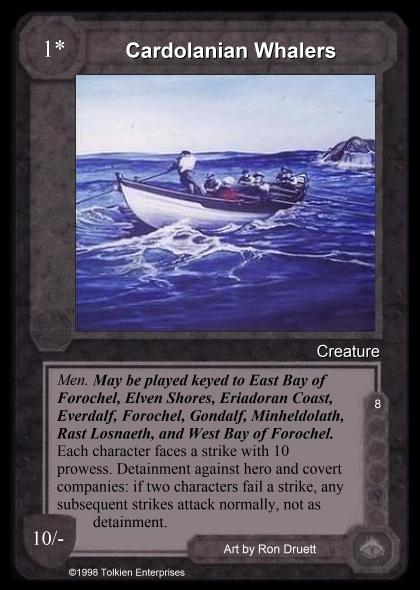 1*
Cardolanian Whalers
Creature
Men. May be played keyed to East Bay of
Forochel, Elven Shores, Eriadoran Coast,
Everdalf, Forochel, Gondalf, Minheldolath,
Rast Losnaeth, and West Bay of Forochel.
Each character faces a strike with 10
prowess. Detainment against hero and covert
companies: if two characters fail a strike, any
subsequent strikes attack normally, not as
detainment.
8
10/-
Art by Ron Druett
©1998 Tolkien Enterprises